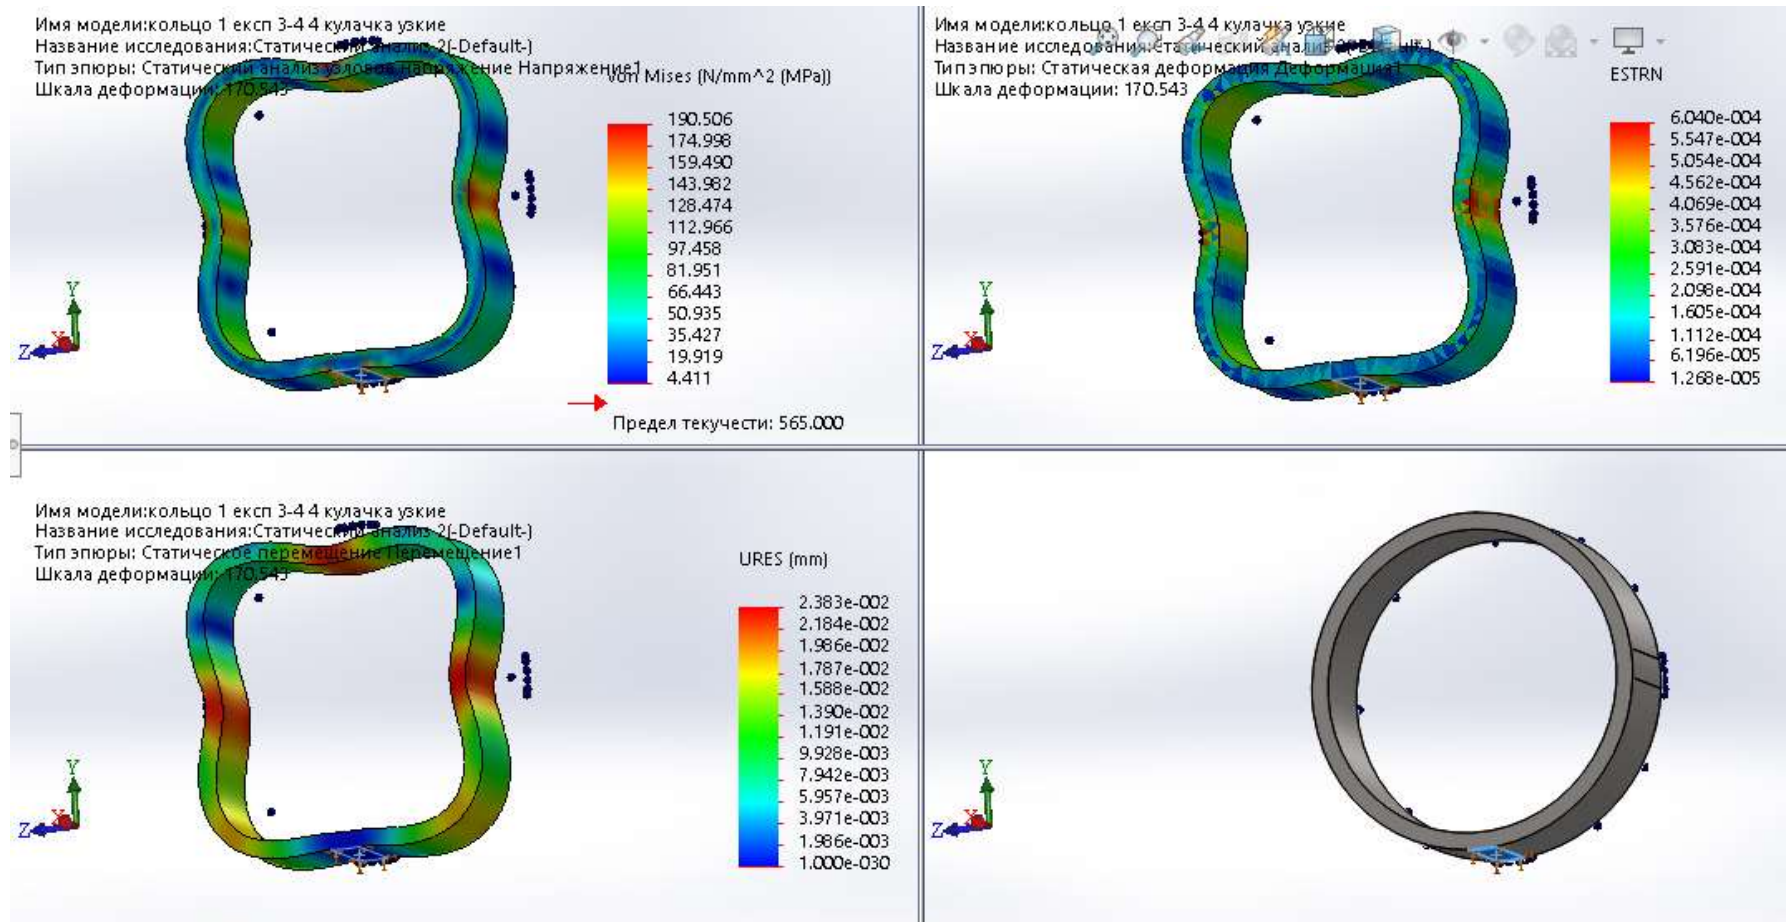 Имя модели:кольцо 1 експ 3-4 4 кулачка узкие
Название исследования:Статический анализ 2(-Default-)
Тип эпюры: Статический анализ узловое напряжение Напряжение1
Шкала деформации: 170.543
von Mises (N/mm^2 (MPa))
190.506
174.998
159.490
143.982
128.474
112.966
97.458
81.951
66.443
50.935
35.427
19.919
4.411
Предел текучести: 565.000
Y
X
Z
Имя модели:кольцо 1 експ 3-4 4 кулачка узкие
Название исследования:Статический анализ 2(-Default-)
Тип эпюры: Статическая деформация Деформация1
Шкала деформации: 170.543
ESTRN
6.040e-004
5.547e-004
5.054e-004
4.562e-004
4.069e-004
3.576e-004
3.083e-004
2.591e-004
2.098e-004
1.605e-004
1.112e-004
6.196e-005
1.268e-005
Y
X
Z
Имя модели:кольцо 1 експ 3-4 4 кулачка узкие
Название исследования:Статический анализ 2(-Default-)
Тип эпюры: Статическое перемещение Перемещение1
Шкала деформации: 170.543
URES (mm)
2.383e-002
2.184e-002
1.986e-002
1.787e-002
1.588e-002
1.390e-002
1.191e-002
9.928e-003
7.942e-003
5.957e-003
3.971e-003
1.986e-003
1.000e-030
Y
X
Z
Y
X
Z